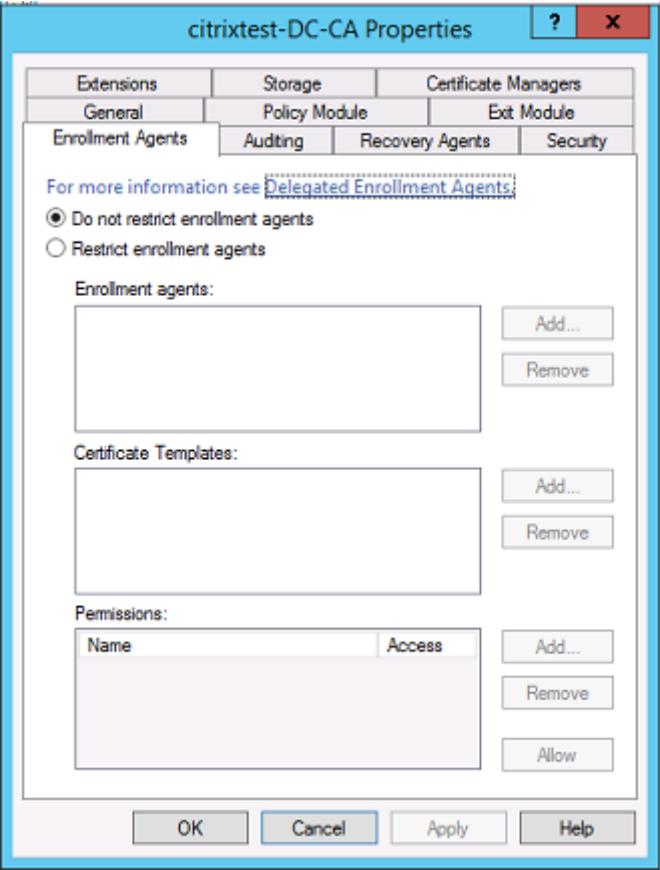 citrixtest-DC-CA Properties
?
x
Extensions
Storage
Certificate Managers
General
Policy Module
Exit Module
Enrollment Agents
Auditing
Recovery Agents
Security
For more information see Delegated Enrollment Agents.
Do not restrict enrollment agents
Restrict enrollment agents
Enrollment agents:
Add...
Remove
Certificate Templates:
Add...
Remove
Permissions:
Name
Access
Add...
Remove
Allow
OK
Cancel
Apply
Help